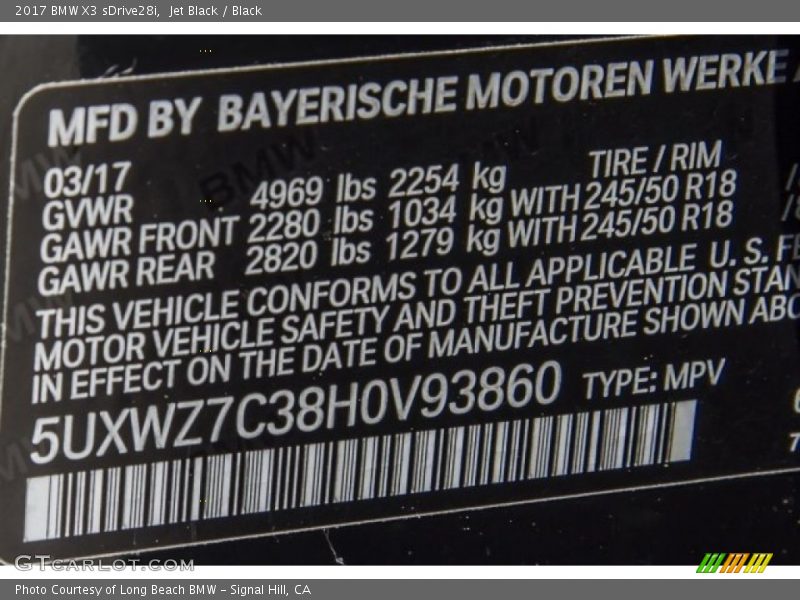 2017 BMW X3 sDrive28i, Jet Black / Black
MFD BY BAYERISCHE MOTOREN WERKE
03/17 TIRE / RIM
GVWR 4969 lbs 2254 kg
GAWR FRONT 2280 lbs 1034 kg WITH 245/50 R18
GAWR REAR 2820 lbs 1279 kg WITH 245/50 R18
THIS VEHICLE CONFORMS TO ALL APPLICABLE U. S. FE
MOTOR VEHICLE SAFETY AND THEFT PREVENTION STAN
IN EFFECT ON THE DATE OF MANUFACTURE SHOWN ABO
5UXWZ7C38H0V93860 TYPE: MPV
GTcarlot.com
Photo Courtesy of Long Beach BMW - Signal Hill, CA